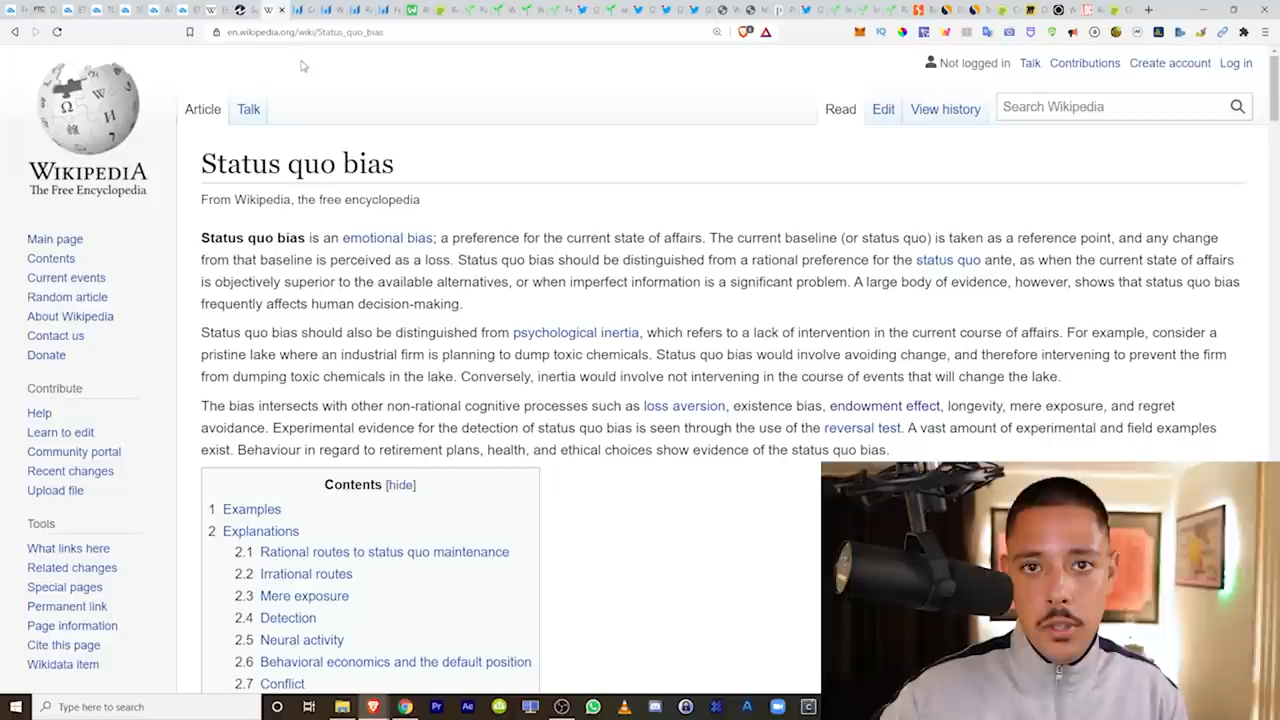 en.wikipedia.org/wiki/Status_quo_bias
Not logged in Talk Contributions Create account Log in
Article Talk
Read Edit View history Search Wikipedia
WIKIPEDIA
The Free Encyclopedia
Main page
Contents
Current events
Random article
About Wikipedia
Contact us
Donate
Contribute
Help
Learn to edit
Community portal
Recent changes
Upload file
Tools
What links here
Related changes
Special pages
Permanent link
Page information
Cite this page
Wikidata item
Status quo bias
From Wikipedia, the free encyclopedia
Status quo bias is an emotional bias; a preference for the current state of affairs. The current baseline (or status quo) is taken as a reference point, and any change
from that baseline is perceived as a loss. Status quo bias should be distinguished from a rational preference for the status quo ante, as when the current state of affairs
is objectively superior to the available alternatives, or when imperfect information is a significant problem. A large body of evidence, however, shows that status quo bias
frequently affects human decision-making.
Status quo bias should also be distinguished from psychological inertia, which refers to a lack of intervention in the current course of affairs. For example, consider a
pristine lake where an industrial firm is planning to dump toxic chemicals. Status quo bias would involve avoiding change, and therefore intervening to prevent the firm
from dumping toxic chemicals in the lake. Conversely, inertia would involve not intervening in the course of events that will change the lake.
The bias intersects with other non-rational cognitive processes such as loss aversion, existence bias, endowment effect, longevity, mere exposure, and regret
avoidance. Experimental evidence for the detection of status quo bias is seen through the use of the reversal test. A vast amount of experimental and field examples
exist. Behaviour in regard to retirement plans, health, and ethical choices show evidence of the status quo bias.
Contents [hide]
1 Examples
2 Explanations
2.1 Rational routes to status quo maintenance
2.2 Irrational routes
2.3 Mere exposure
2.4 Detection
2.5 Neural activity
2.6 Behavioral economics and the default position
2.7 Conflict
Type here to search